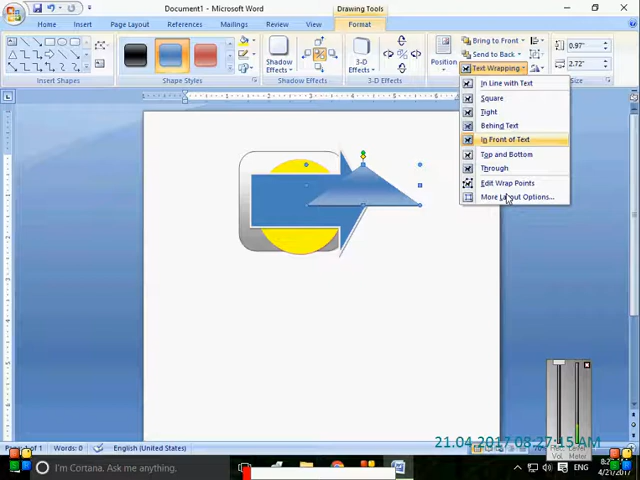 Document1 - Microsoft Word
Drawing Tools
Home
Insert
Page Layout
References
Mailings
Review
View
Format
Insert Shapes
Shape Styles
Shadow
Effects
Shadow Effects
3-D
Effects
3-D Effects
Position
Bring to Front
Send to Back
Text Wrapping
0.97"
2.72"
Size
In Line with Text
Square
Tight
Behind Text
In Front of Text
Top and Bottom
Through
Edit Wrap Points
More Layout Options...
21.04.2017 08:27:15 AM
Words: 0
English (United States)
I'm Cortana. Ask me anything.
ENG